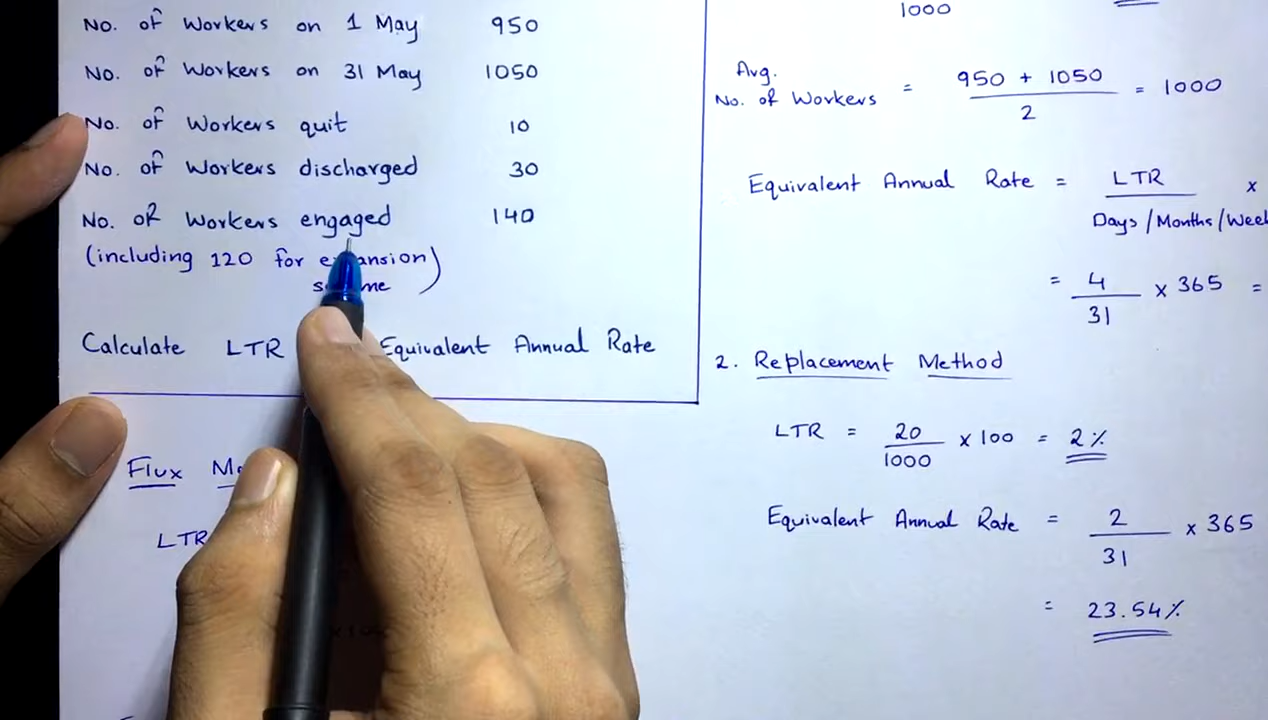 No. of Workers on 1 May 950
No. of Workers on 31 May 1050
No. of Workers quit 10
No. of Workers discharged 30
No. of Workers engaged 140
(including 120 for expansion
scheme)
Calculate LTR Equivalent Annual Rate
Flux
LTR
1000
Avg.
No. of Workers = 950 + 1050 / 2 = 1000
Equivalent Annual Rate = LTR x
Days/Months/Week
= 4/31 x 365 =
2. Replacement Method
LTR = 20/1000 x 100 = 2%
Equivalent Annual Rate = 2/31 x 365
= 23.54%